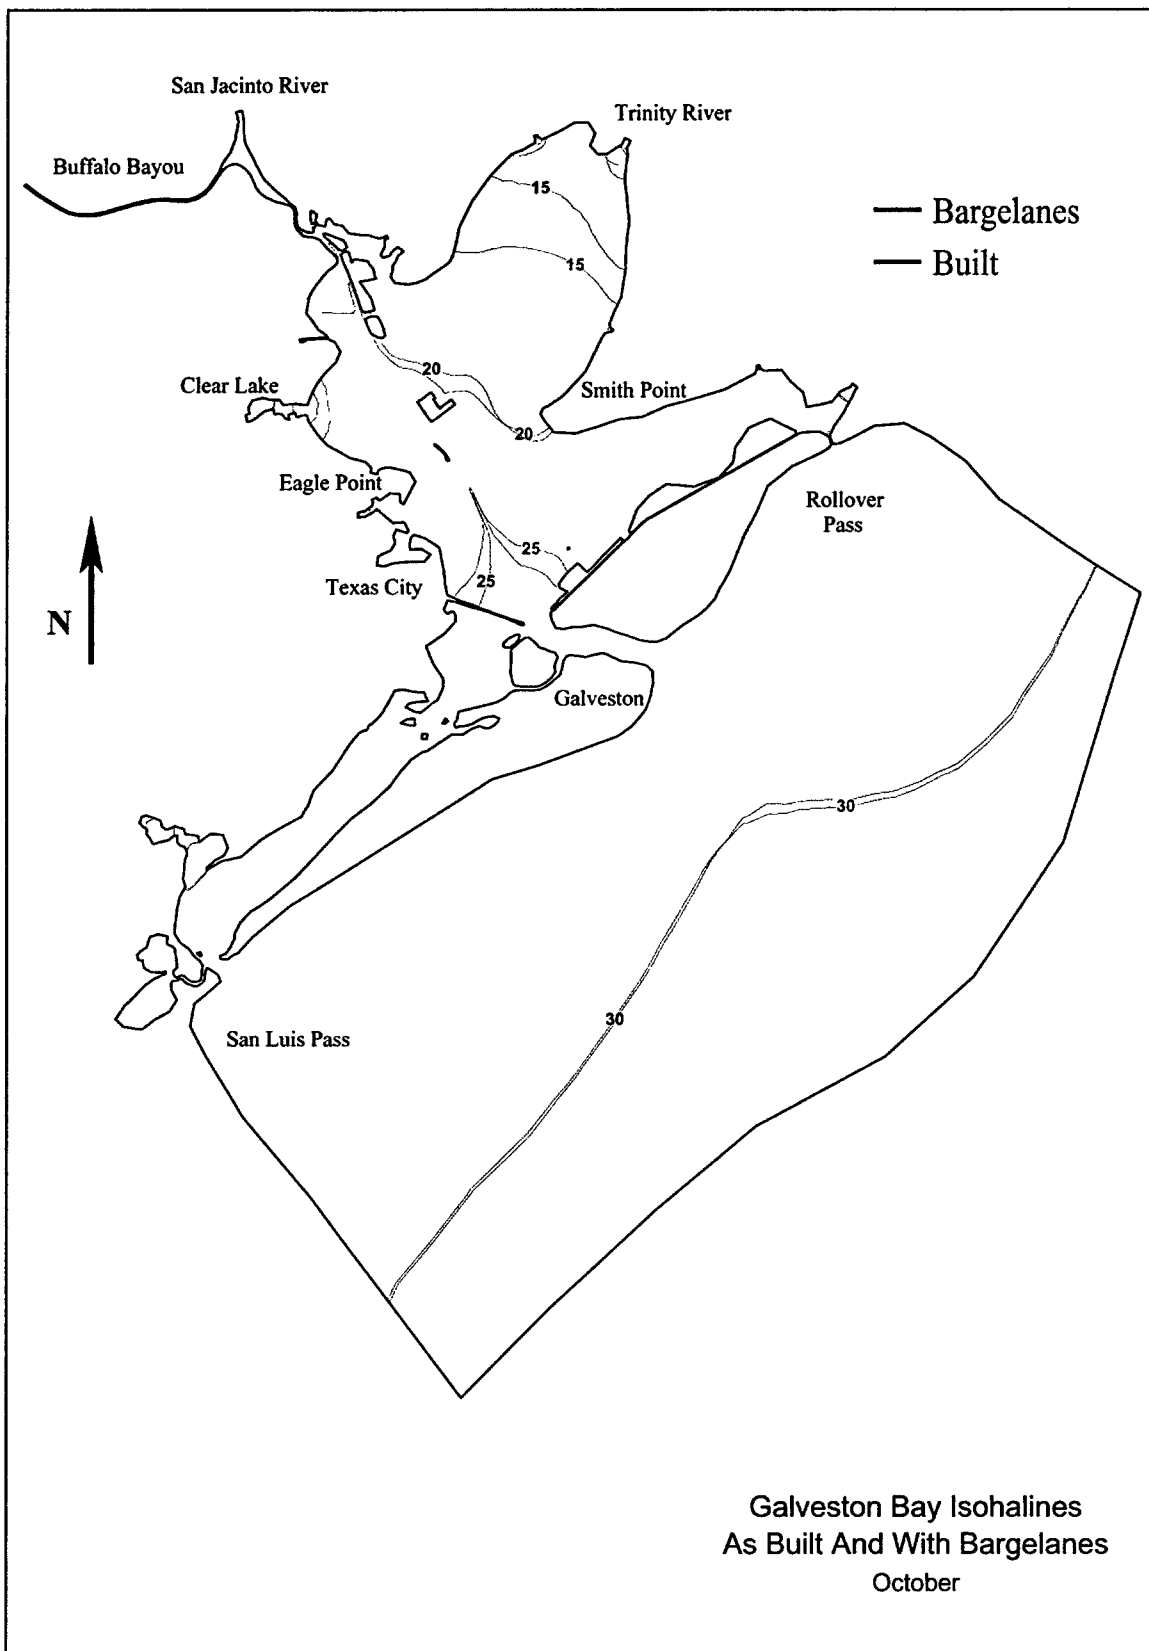 San Jacinto River
Trinity River
Buffalo Bayou
Bargelanes
Built
15
15
20
Clear Lake
Smith Point
20
Eagle Point
Rollover
Pass
25
25
Texas City
N
Galveston
30
30
San Luis Pass
Galveston Bay Isohalines
As Built And With Bargelanes
October